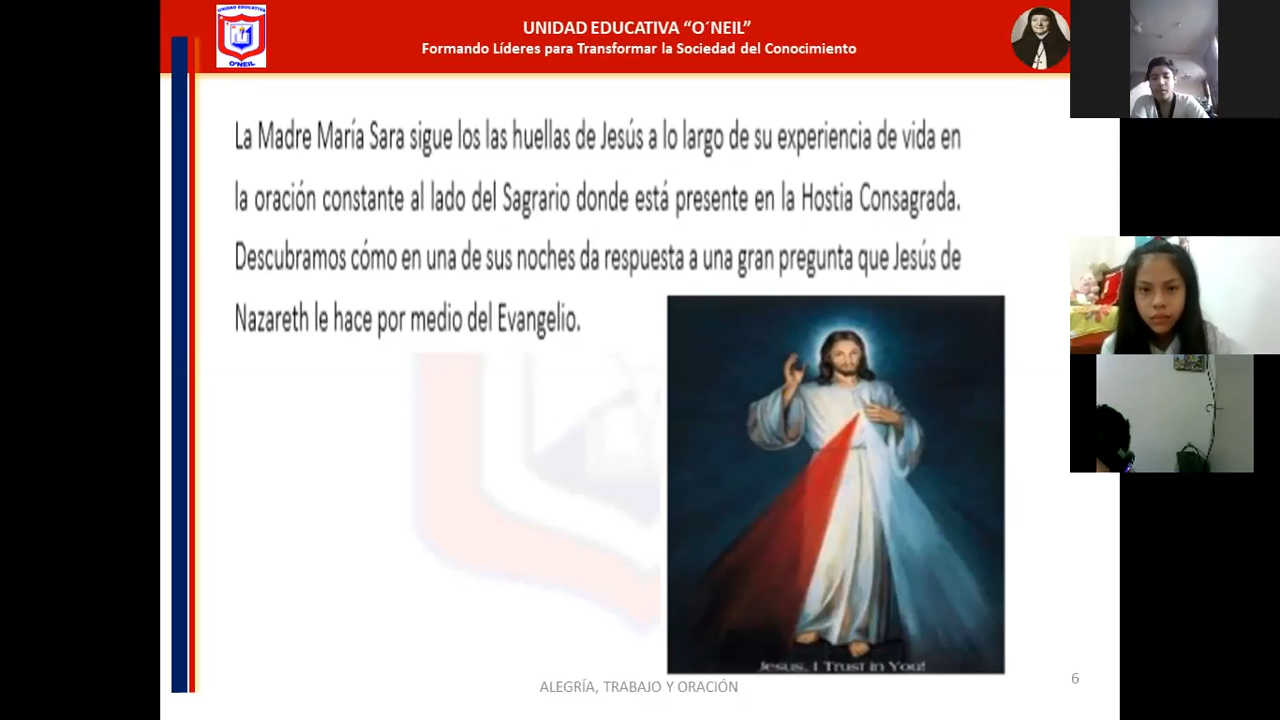 UNIDAD EDUCATIVA
O'NEIL
UNIDAD EDUCATIVA “O´NEIL”
Formando Líderes para Transformar la Sociedad del Conocimiento
La Madre María Sara sigue los las huellas de Jesús a lo largo de su experiencia de vida en
la oración constante al lado del Sagrario donde está presente en la Hostia Consagrada.
Descubramos cómo en una de sus noches da respuesta a una gran pregunta que Jesús de
Nazareth le hace por medio del Evangelio.
Jesus, I Trust in You!
ALEGRÍA, TRABAJO Y ORACIÓN
6